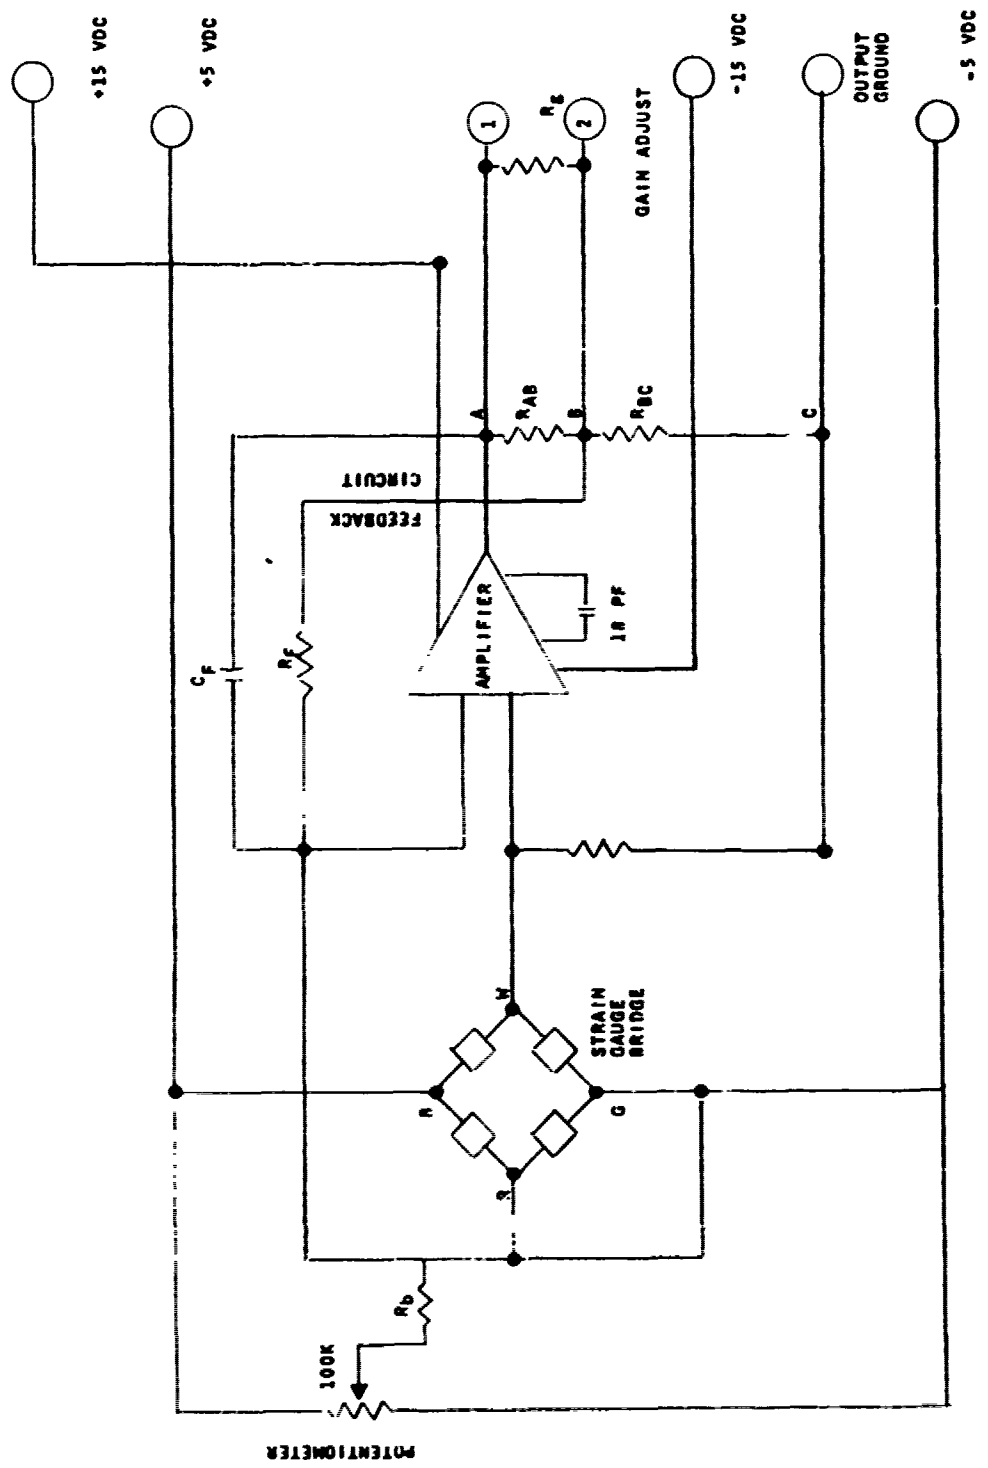 +15 VDC
+5 VDC
1
Rg
2
GAIN ADJUST
-15 VDC
OUTPUT
GROUND
-5 VDC
A
RAB
B
RBC
C
FEEDBACK
CIRCUIT
CF
RF
AMPLIFIER
18 PF
W
STRAIN
GAUGE
BRIDGE
G
R
Rb
100K
POTENTIOMETER